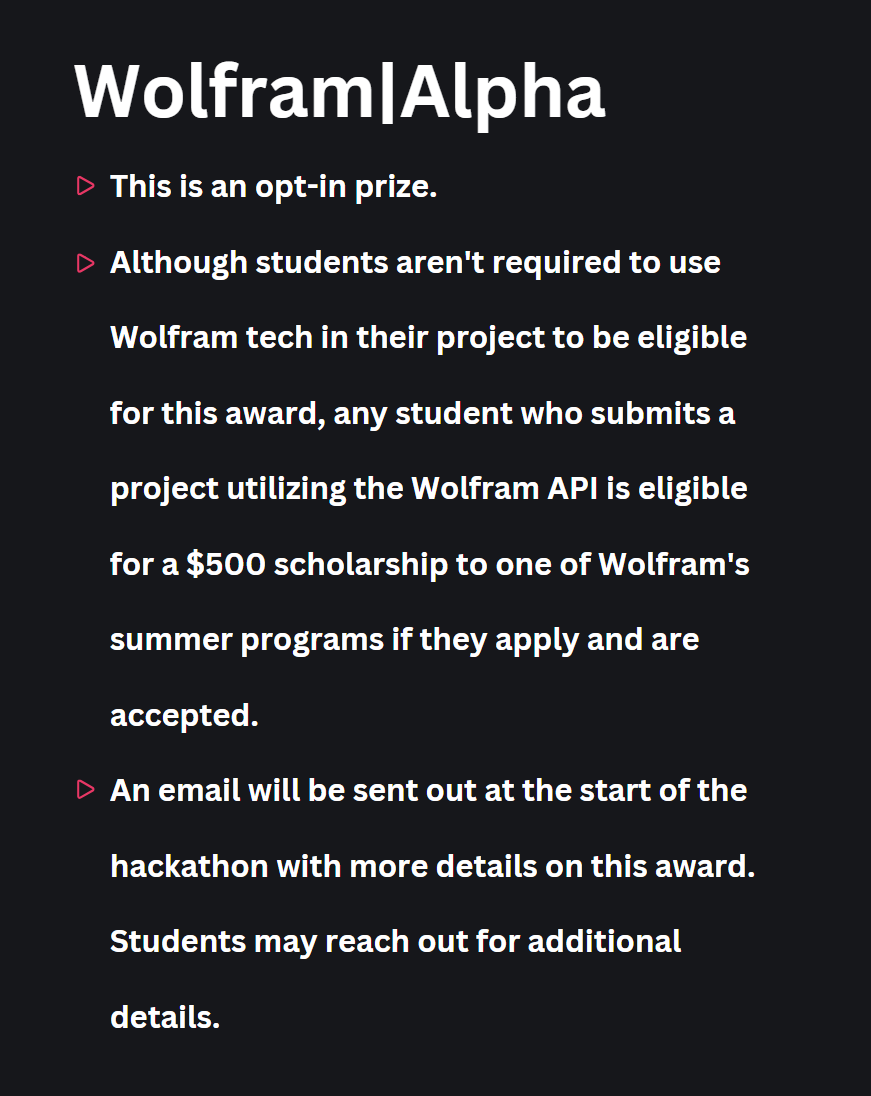 Wolfram|Alpha
This is an opt-in prize.
Although students aren't required to use
Wolfram tech in their project to be eligible
for this award, any student who submits a
project utilizing the Wolfram API is eligible
for a $500 scholarship to one of Wolfram's
summer programs if they apply and are
accepted.
An email will be sent out at the start of the
hackathon with more details on this award.
Students may reach out for additional
details.